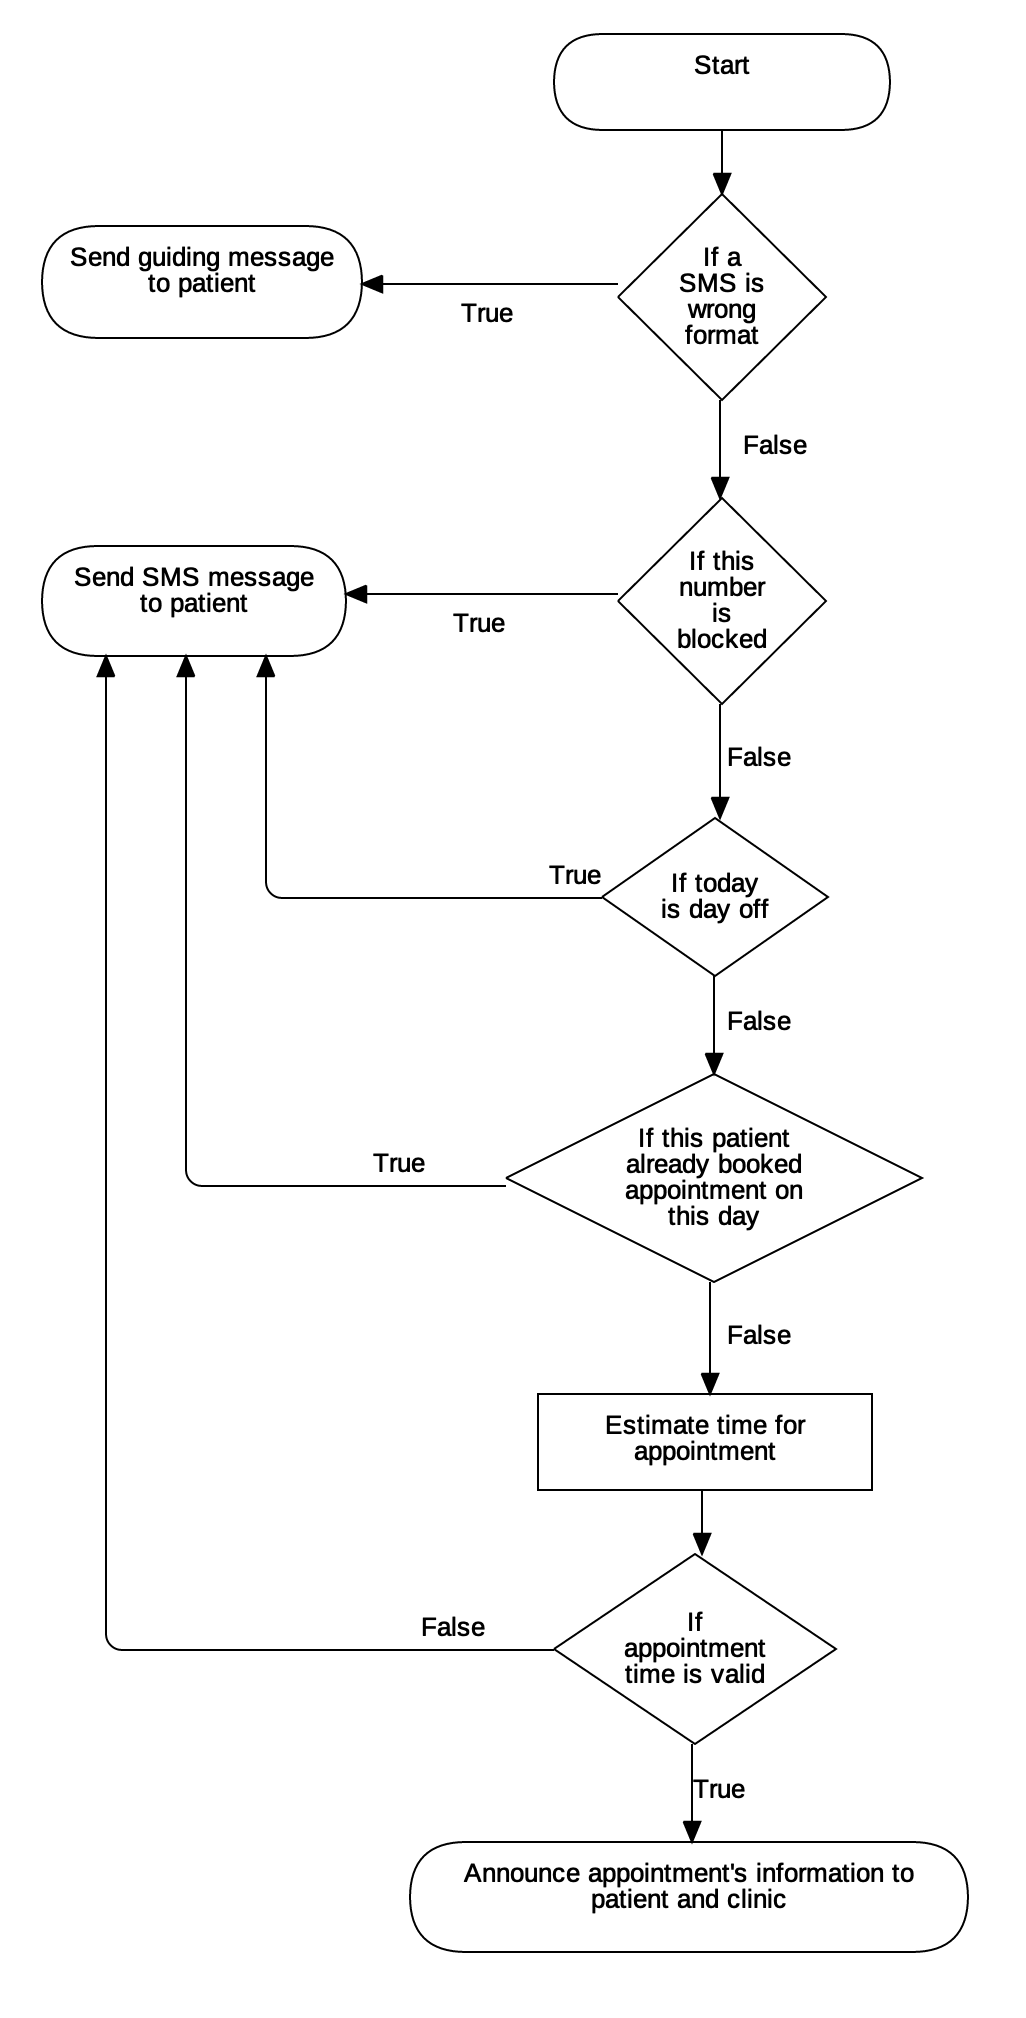 Start
If a
SMS is
wrong
format
True
Send guiding message
to patient
False
If this
number
is
blocked
True
Send SMS message
to patient
False
If today
is day off
True
False
If this patient
already booked
appointment on
this day
True
False
Estimate time for
appointment
If
appointment
time is valid
False
True
Announce appointment's information to
patient and clinic